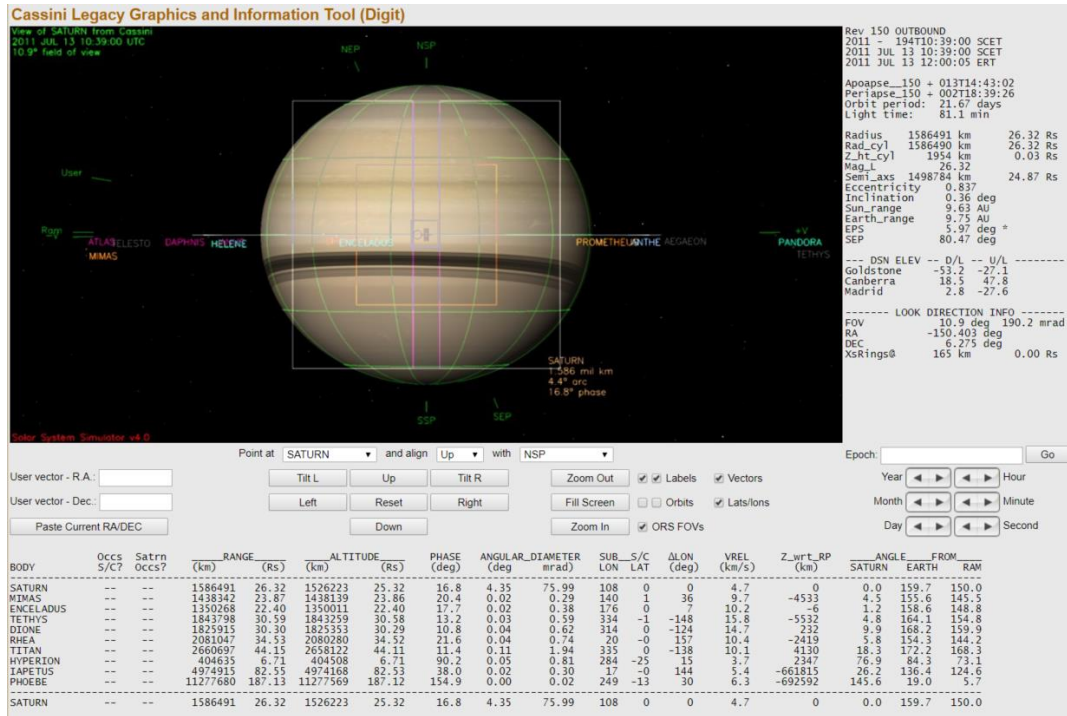 Cassini Legacy Graphics and Information Tool (Digit)
View of SATURN from Cassini
2011 JUL 13 10:39:00 UTC
10.9° field of view
NEP
NSP
User
Ram
ATLAS TELESTO DAPHNIS HELENE ENCELADUS PROMETHEUS ANTHE AEGAEON PANDORA
+V
MIMAS
TETHYS
SATURN
1.586 mil km
4.4° arc
16.8° phase
SSP
SEP
Solar System Simulator v4.0
Rev 150 OUTBOUND
2011 - 194T10:39:00 SCET
2011 JUL 13 10:39:00 SCET
2011 JUL 13 12:00:05 ERT
Apoapse__150 + 013T14:43:02
Periapse_150 + 002T18:39:26
Orbit period: 21.67 days
Light time: 81.1 min
Radius 1586491 km 26.32 Rs
Rad_cyl 1586490 km 26.32 Rs
Z_ht_cyl 1954 km 0.03 Rs
Mag_L 26.32
Semi_axs 1498784 km 24.87 Rs
Eccentricity 0.837
Inclination 0.36 deg
Sun_range 9.63 AU
Earth_range 9.75 AU
EPS 5.97 deg *
SEP 80.47 deg
--- DSN ELEV -- D/L -- U/L --------
Goldstone -53.2 -27.1
Canberra 18.5 47.8
Madrid 2.8 -27.6
------- LOOK DIRECTION INFO -------
FOV 10.9 deg 190.2 mrad
RA -150.403 deg
DEC 6.275 deg
XsRings@ 165 km 0.00 Rs
Point at SATURN and align Up with NSP
Epoch: Go
User vector - R.A.: Tilt L Up Tilt R Zoom Out Labels Vectors Year Hour
User vector - Dec.: Left Reset Right Fill Screen Orbits Lats/lons Month Minute
Paste Current RA/DEC Down Zoom In ORS FOVs Day Second
Occs Satrn _____RANGE_____ ____ALTITUDE____ PHASE ANGULAR_DIAMETER SUB__S/C ΔLON VREL Z_wrt_RP _____ANGLE____FROM____
BODY S/C? Occs? (km) (Rs) (km) (Rs) (deg) (deg mrad) LON LAT (deg) (km/s) (km) SATURN EARTH RAM
SATURN -- -- 1586491 26.32 1526223 25.32 16.8 4.35 75.99 108 0 0 4.7 0 0.0 159.7 150.0
MIMAS -- -- 1438342 23.87 1438139 23.86 20.4 0.02 0.29 140 1 36 9.7 -4533 4.5 155.6 145.5
ENCELADUS -- -- 1350268 22.40 1350011 22.40 17.7 0.02 0.38 176 0 7 10.2 -6 1.2 158.6 148.8
TETHYS -- -- 1843798 30.59 1843259 30.58 13.2 0.03 0.59 334 -1 -148 15.8 -5532 4.8 164.1 154.8
DIONE -- -- 1825915 30.30 1825353 30.29 10.8 0.04 0.62 314 0 -124 14.7 232 9.9 168.2 159.9
RHEA -- -- 2081047 34.53 2080280 34.52 21.6 0.04 0.74 20 -0 157 10.4 -2419 5.8 154.3 144.2
TITAN -- -- 2660697 44.15 2658122 44.11 11.4 0.11 1.94 335 0 -138 10.1 4130 18.3 172.2 168.3
HYPERION -- -- 404635 6.71 404508 6.71 90.2 0.05 0.81 284 -25 15 3.7 2347 76.9 84.3 73.1
IAPETUS -- -- 4974915 82.55 4974168 82.53 38.0 0.02 0.30 17 -0 144 5.4 -661815 26.2 136.4 124.6
PHOEBE -- -- 11277680 187.13 11277569 187.12 154.9 0.00 0.02 249 -13 30 6.3 -692592 145.6 19.0 5.7
SATURN -- -- 1586491 26.32 1526223 25.32 16.8 4.35 75.99 108 0 0 4.7 0 0.0 159.7 150.0